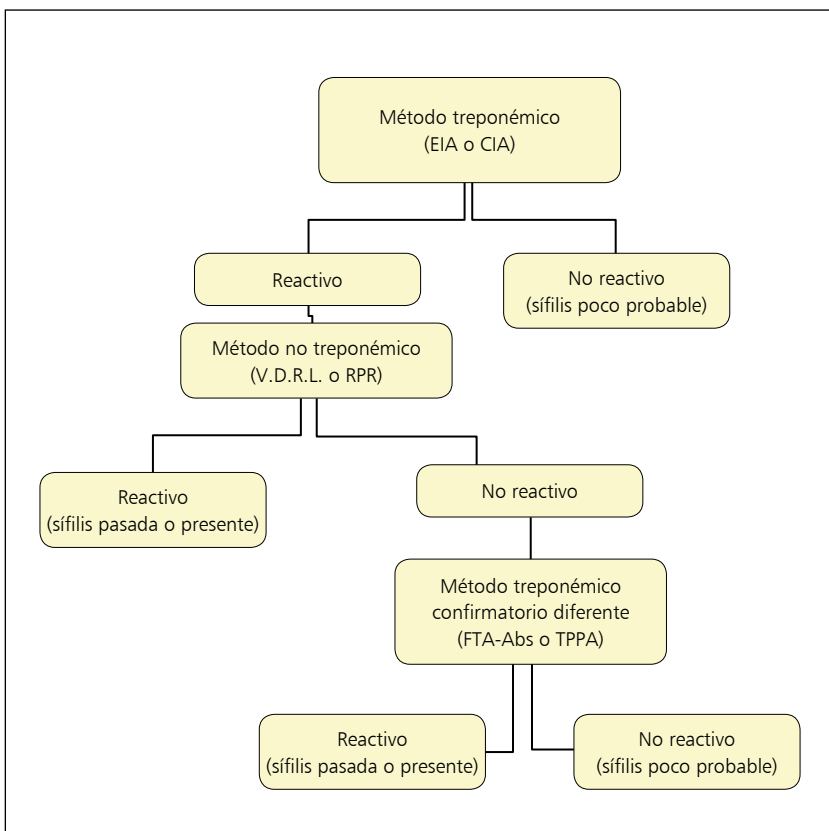 Método treponémico
(EIA o CIA)
Reactivo
No reactivo
(sífilis poco probable)
Método no treponémico
(V.D.R.L. o RPR)
Reactivo
(sífilis pasada o presente)
No reactivo
Método treponémico
confirmatorio diferente
(FTA-Abs o TPPA)
Reactivo
(sífilis pasada o presente)
No reactivo
(sífilis poco probable)